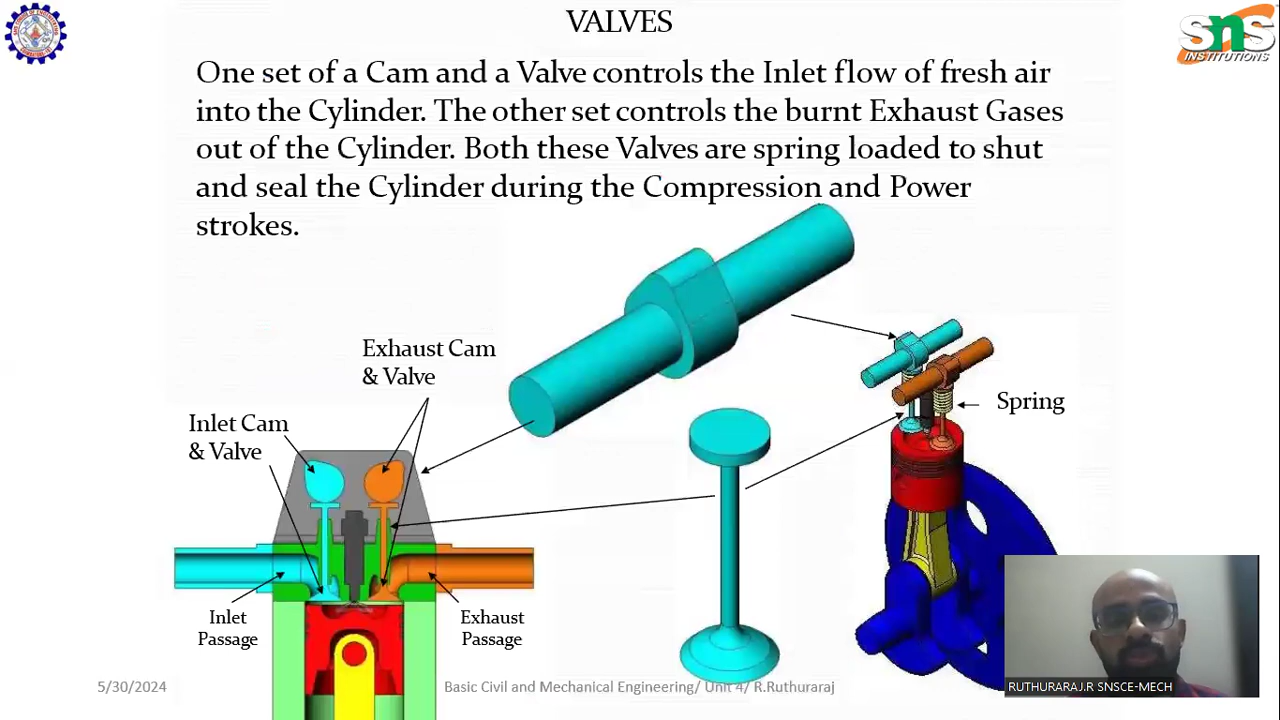 VALVES
sns
INSTITUTIONS
One set of a Cam and a Valve controls the Inlet flow of fresh air
into the Cylinder. The other set controls the burnt Exhaust Gases
out of the Cylinder. Both these Valves are spring loaded to shut
and seal the Cylinder during the Compression and Power
strokes.
Exhaust Cam
& Valve
Inlet Cam
& Valve
Spring
Inlet
Passage
Exhaust
Passage
5/30/2024
Basic Civil and Mechanical Engineering/ Unit 4/ R.Ruthuraraj
RUTHURARAJ.R SNSCE-MECH